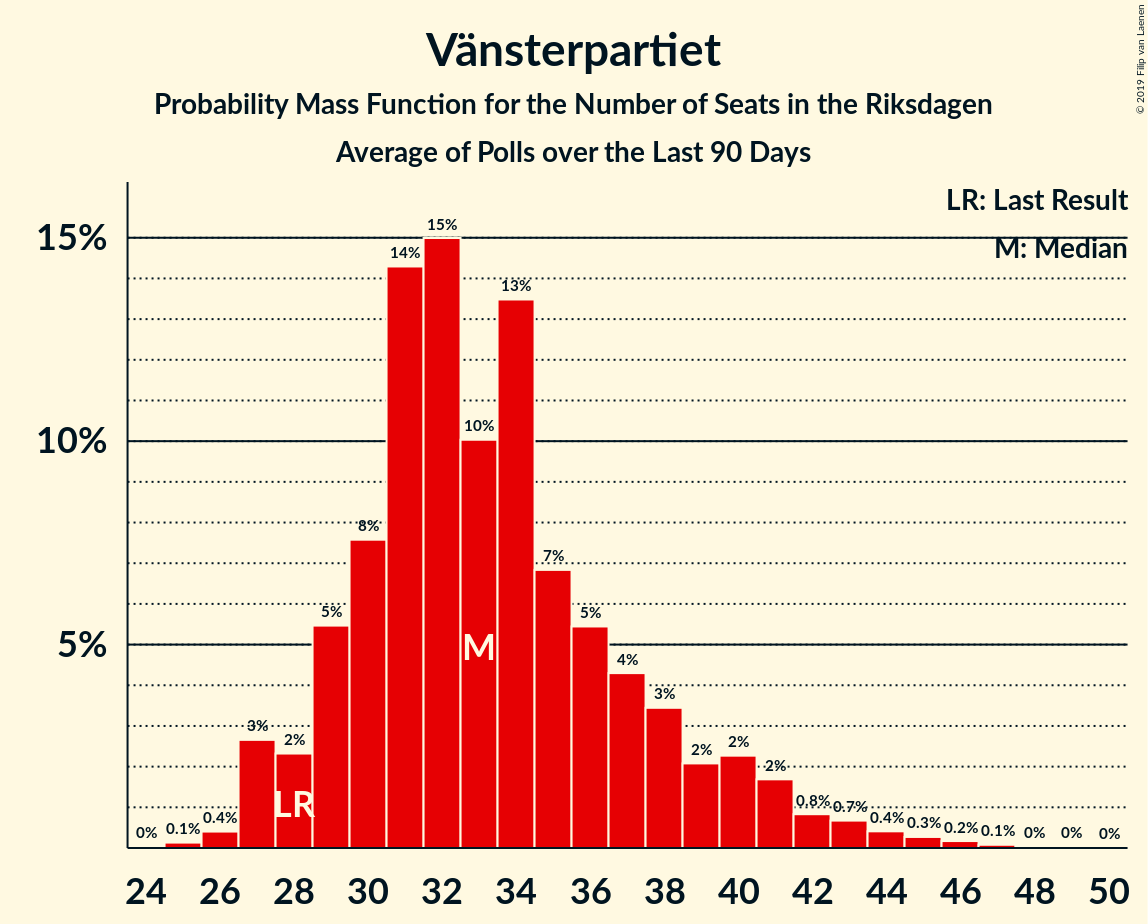 Vänsterpartiet
Probability Mass Function for the Number of Seats in the Riksdagen
Average of Polls over the Last 90 Days
© 2019 Filip van Laenen
LR: Last Result
M: Median
15%
10%
5%
0% 0.1% 0.4% 3% 2% 5% 8% 14% 15% 10% 13% 7% 5% 4% 3% 2% 2% 2% 0.8% 0.7% 0.4% 0.3% 0.2% 0.1% 0% 0% 0%
LR
M
24 26 28 30 32 34 36 38 40 42 44 46 48 50